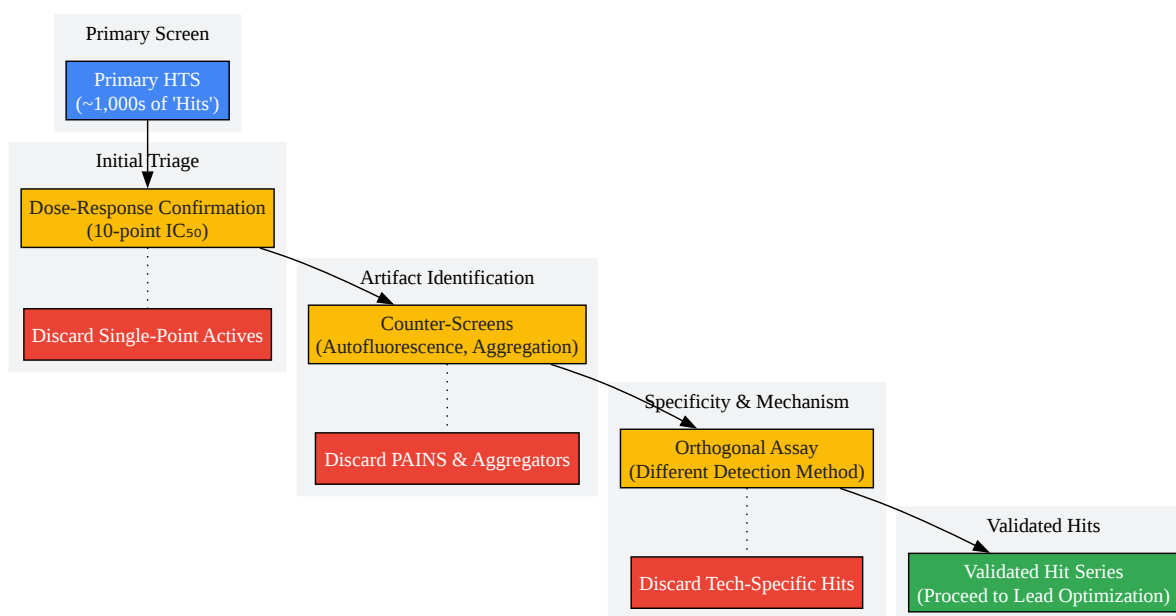 Primary Screen
Primary HTS
(~1,000s of 'Hits')
Initial Triage
Dose-Response Confirmation
(10-point IC₅₀)
Discard Single-Point Actives
Artifact Identification
Counter-Screens
(Autofluorescence, Aggregation)
Discard PAINS & Aggregators
Specificity & Mechanism
Orthogonal Assay
(Different Detection Method)
Discard Tech-Specific Hits
Validated Hits
Validated Hit Series
(Proceed to Lead Optimization)